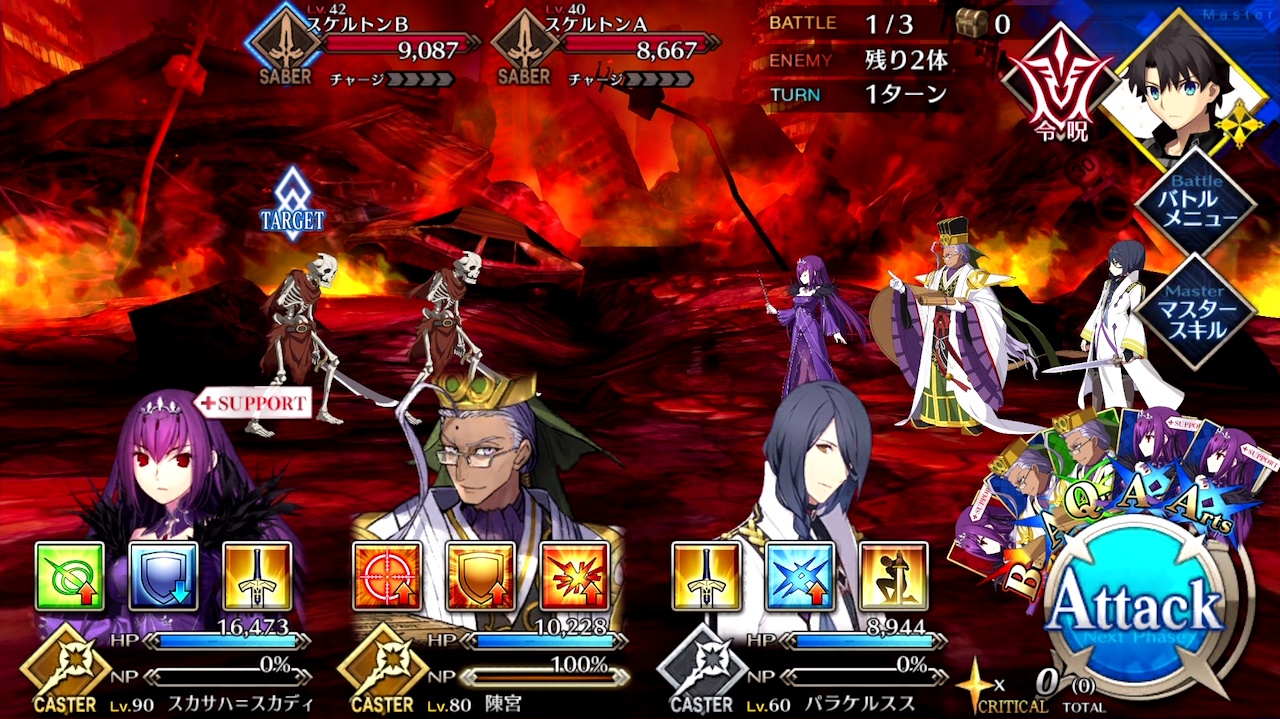 Lv.42
スケルトンB
9,087
SABER
チャージ
Lv.40
スケルトンA
8,667
SABER
チャージ
BATTLE 1/3
0
ENEMY 残り2体
TURN 1ターン
令呪
Master
Battle
バトル
メニュー
Master
マスター
スキル
TARGET
+SUPPORT
+SUPPORT
+SUPPORT
+SUPPORT
Q
A
Arts
Attack
Next Phase
HP 16,473
NP 0%
CASTER Lv.90 スカサハ=スカディ
HP 10,228
NP 100%
CASTER Lv.80 陳宮
HP 8,944
NP 0%
CASTER Lv.60 パラケルスス
x 0 (0)
CRITICAL TOTAL